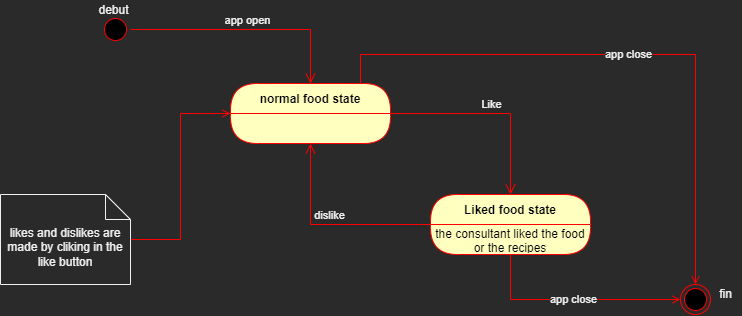 debut
app open
app close
normal food state
Like
likes and dislikes are
made by cliking in the
like button
dislike
Liked food state
the consultant liked the food
or the recipes
app close
fin